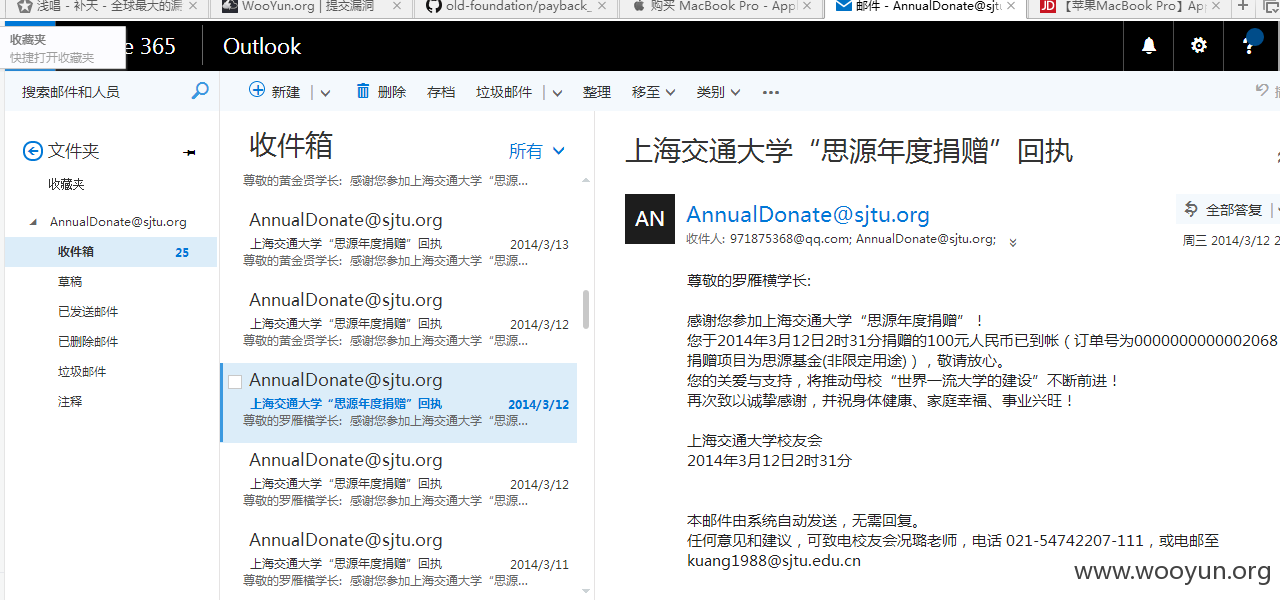 浅唱 - 补天 - 全球最大的漏
WooYun.org | 提交漏洞
old-foundation/payback_
购买 MacBook Pro - Appl
邮件 - AnnualDonate@sjtu
JD 【苹果MacBook Pro】Ap
收藏夹
快捷打开收藏夹
e 365
Outlook
搜索邮件和人员
新建
删除
存档
垃圾邮件
整理
移至
类别
文件夹
收藏夹
AnnualDonate@sjtu.org
收件箱 25
草稿
已发送邮件
已删除邮件
垃圾邮件
注释
收件箱
所有
尊敬的黄金贤学长: 感谢您参加上海交通大学“思源...
AnnualDonate@sjtu.org
上海交通大学“思源年度捐赠”回执 2014/3/13
尊敬的黄金贤学长: 感谢您参加上海交通大学“思源...
AnnualDonate@sjtu.org
上海交通大学“思源年度捐赠”回执 2014/3/12
尊敬的黄金贤学长: 感谢您参加上海交通大学“思源...
AnnualDonate@sjtu.org
上海交通大学“思源年度捐赠”回执 2014/3/12
尊敬的罗雁横学长: 感谢您参加上海交通大学“思源...
AnnualDonate@sjtu.org
上海交通大学“思源年度捐赠”回执 2014/3/12
尊敬的罗雁横学长: 感谢您参加上海交通大学“思源...
AnnualDonate@sjtu.org
上海交通大学“思源年度捐赠”回执 2014/3/11
尊敬的罗雁横学长: 感谢您参加上海交通大学“思源...
上海交通大学“思源年度捐赠”回执
AN
AnnualDonate@sjtu.org
收件人: 971875368@qq.com; AnnualDonate@sjtu.org;
全部答复
周三 2014/3/12 2
尊敬的罗雁横学长:
感谢您参加上海交通大学“思源年度捐赠”！
您于2014年3月12日2时31分捐赠的100元人民币已到帐（订单号为0000000000002068
捐赠项目为思源基金(非限定用途)），敬请放心。
您的关爱与支持，将推动母校“世界一流大学的建设”不断前进！
再次致以诚挚感谢，并祝身体健康、家庭幸福、事业兴旺！
上海交通大学校友会
2014年3月12日2时31分
本邮件由系统自动发送，无需回复。
任何意见和建议，可致电校友会况璐老师，电话 021-54742207-111，或电邮至
kuang1988@sjtu.edu.cn
www.wooyun.org